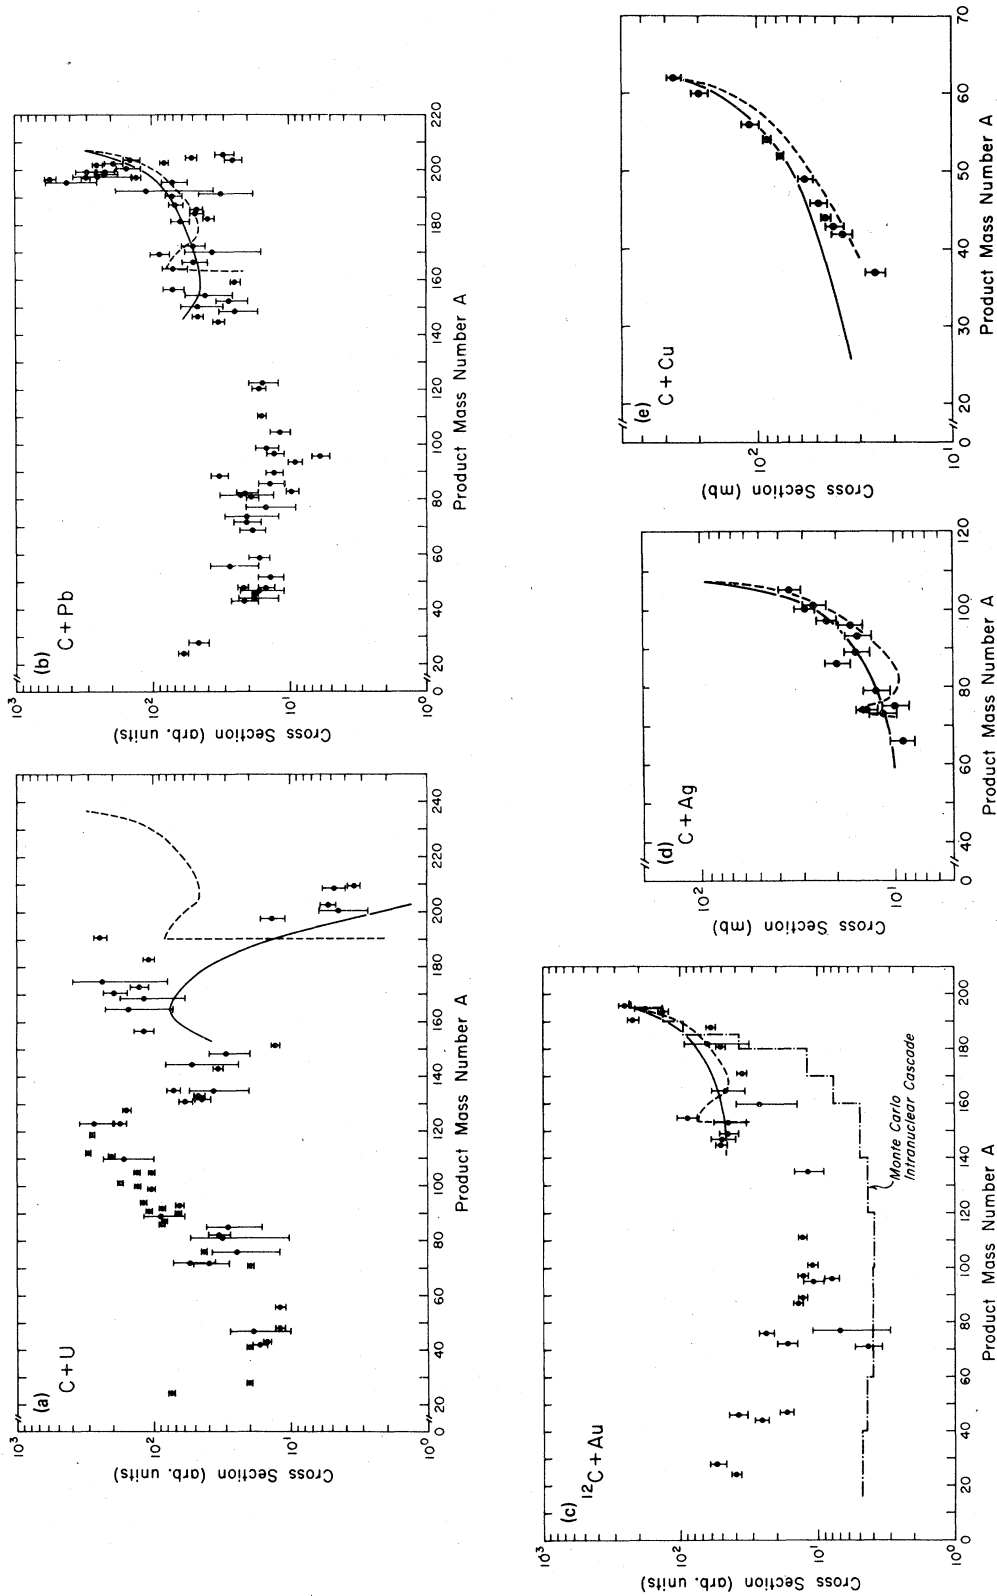 (a)
C + U
10³
10²
10¹
10⁰
Cross Section (arb. units)
0
20
40
60
80
100
120
140
160
180
200
220
240
Product Mass Number A
(b)
C + Pb
10³
10²
10¹
10⁰
Cross Section (arb. units)
0
20
40
60
80
100
120
140
160
180
200
220
Product Mass Number A
(c)
¹²C + Au
10³
10²
10¹
10⁰
Cross Section (arb. units)
0
20
40
60
80
100
120
140
160
180
200
Product Mass Number A
Monte Carlo
Intranuclear Cascade
(d)
C + Ag
10²
10¹
Cross Section (mb)
0
40
60
80
100
120
Product Mass Number A
(e)
C + Cu
10²
10¹
Cross Section (mb)
0
20
30
40
50
60
70
Product Mass Number A